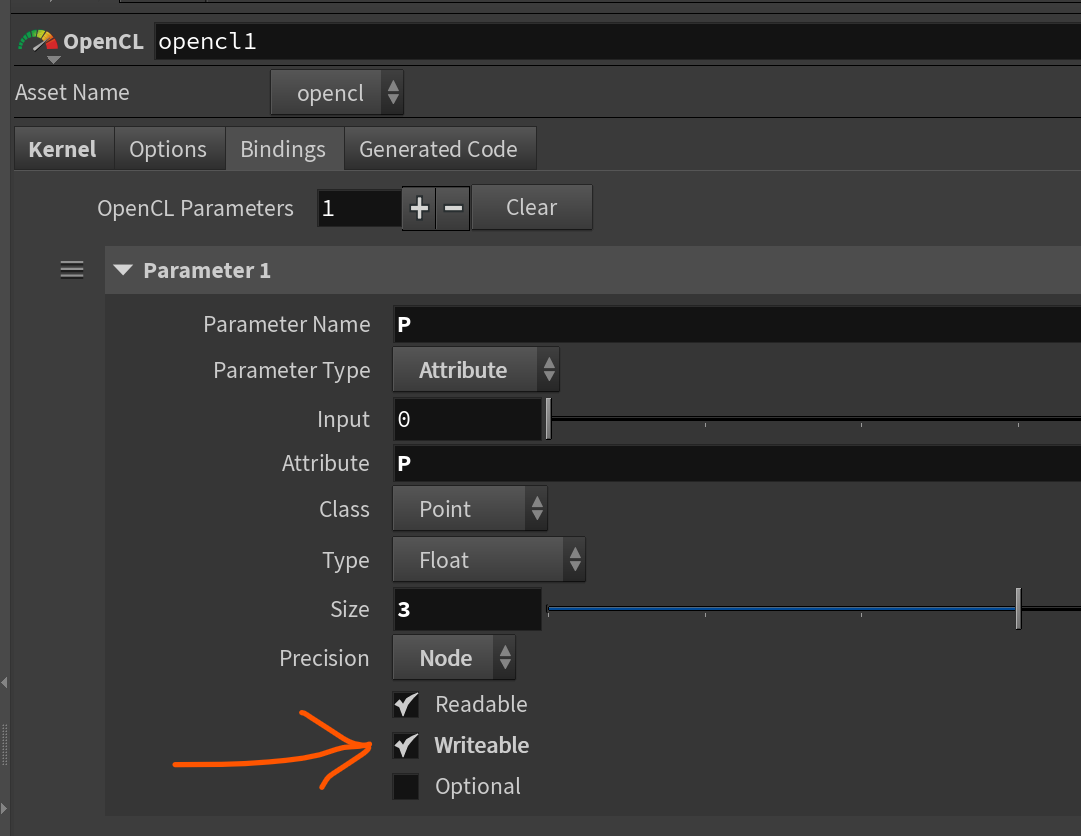 OpenCL opencl1
Asset Name opencl
Kernel Options Bindings Generated Code
OpenCL Parameters 1 Clear
Parameter 1
Parameter Name P
Parameter Type Attribute
Input 0
Attribute P
Class Point
Type Float
Size 3
Precision Node
Readable
Writeable
Optional